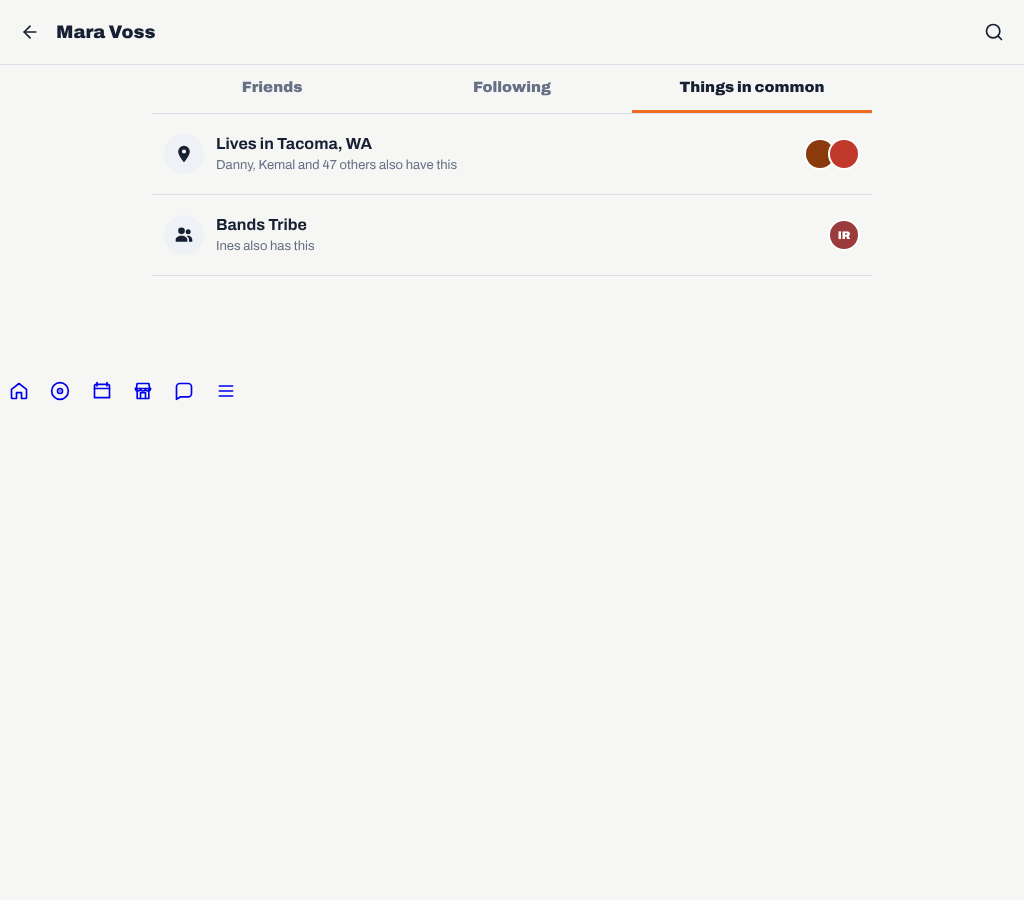 Mara Voss
Friends
Following
Things in common
Lives in Tacoma, WA
Danny, Kemal and 47 others also have this
Bands Tribe
Ines also has this
IR